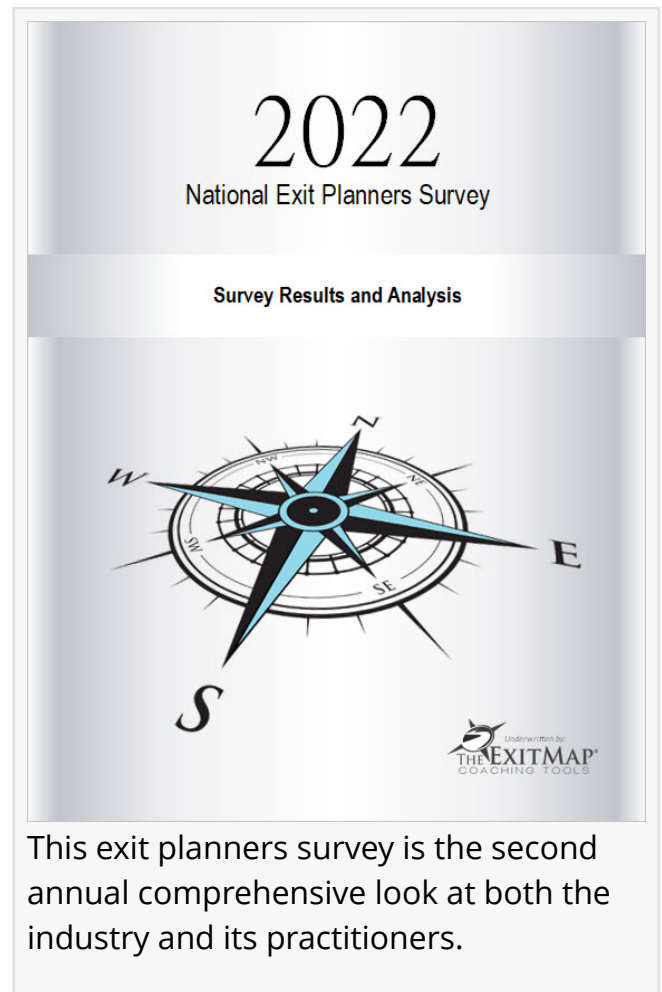 2022
National Exit Planners Survey
Survey Results and Analysis
N
NW
NE
W
E
SW
SE
S
Underwritten by:
THE EXITMAP®
COACHING TOOLS
This exit planners survey is the second
annual comprehensive look at both the
industry and its practitioners.